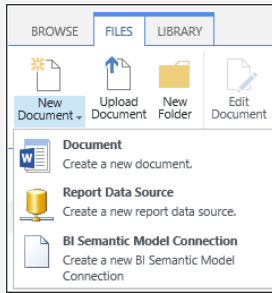 BROWSE FILES LIBRARY
New Upload New Edit
Document Document Folder Document
Document
W
Create a new document.
Report Data Source
Create a new report data source.
BI Semantic Model Connection
Create a new BI Semantic Model
Connection